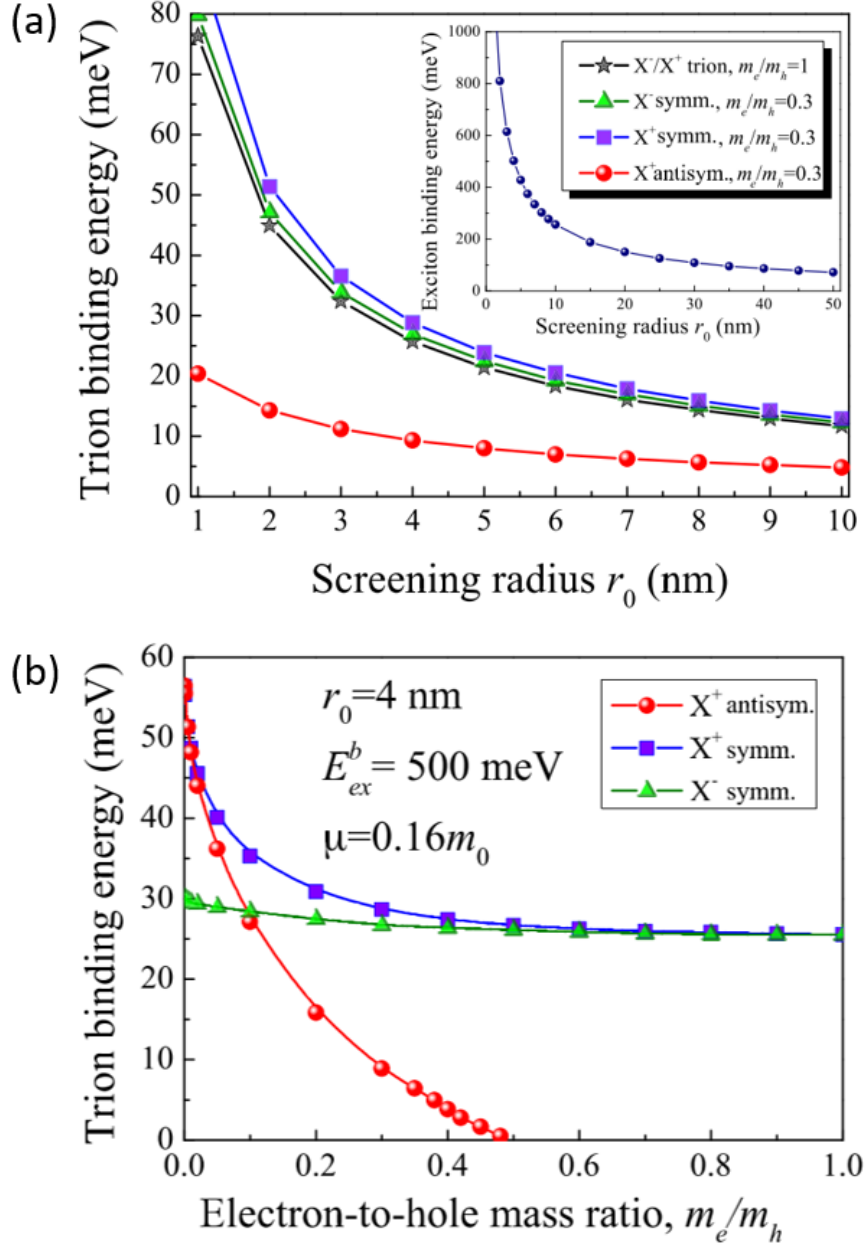 (a)
80
70
60
50
40
30
20
10
0
Trion binding energy (meV)
1 2 3 4 5 6 7 8 9 10
Screening radius r₀ (nm)
1000
800
600
400
200
0
Exciton binding energy (meV)
0 10 20 30 40 50
Screening radius r₀ (nm)
X⁻/X⁺ trion, mₑ/mₕ=1
X⁻symm., mₑ/mₕ=0.3
X⁺symm., mₑ/mₕ=0.3
X⁺antisym., mₑ/mₕ=0.3
(b)
60
50
40
30
20
10
0
Trion binding energy (meV)
r₀=4 nm
E_{ex}^{b}= 500 meV
μ=0.16m₀
X⁺ antisym.
X⁺ symm.
X⁻ symm.
0.0 0.2 0.4 0.6 0.8 1.0
Electron-to-hole mass ratio, mₑ/mₕ